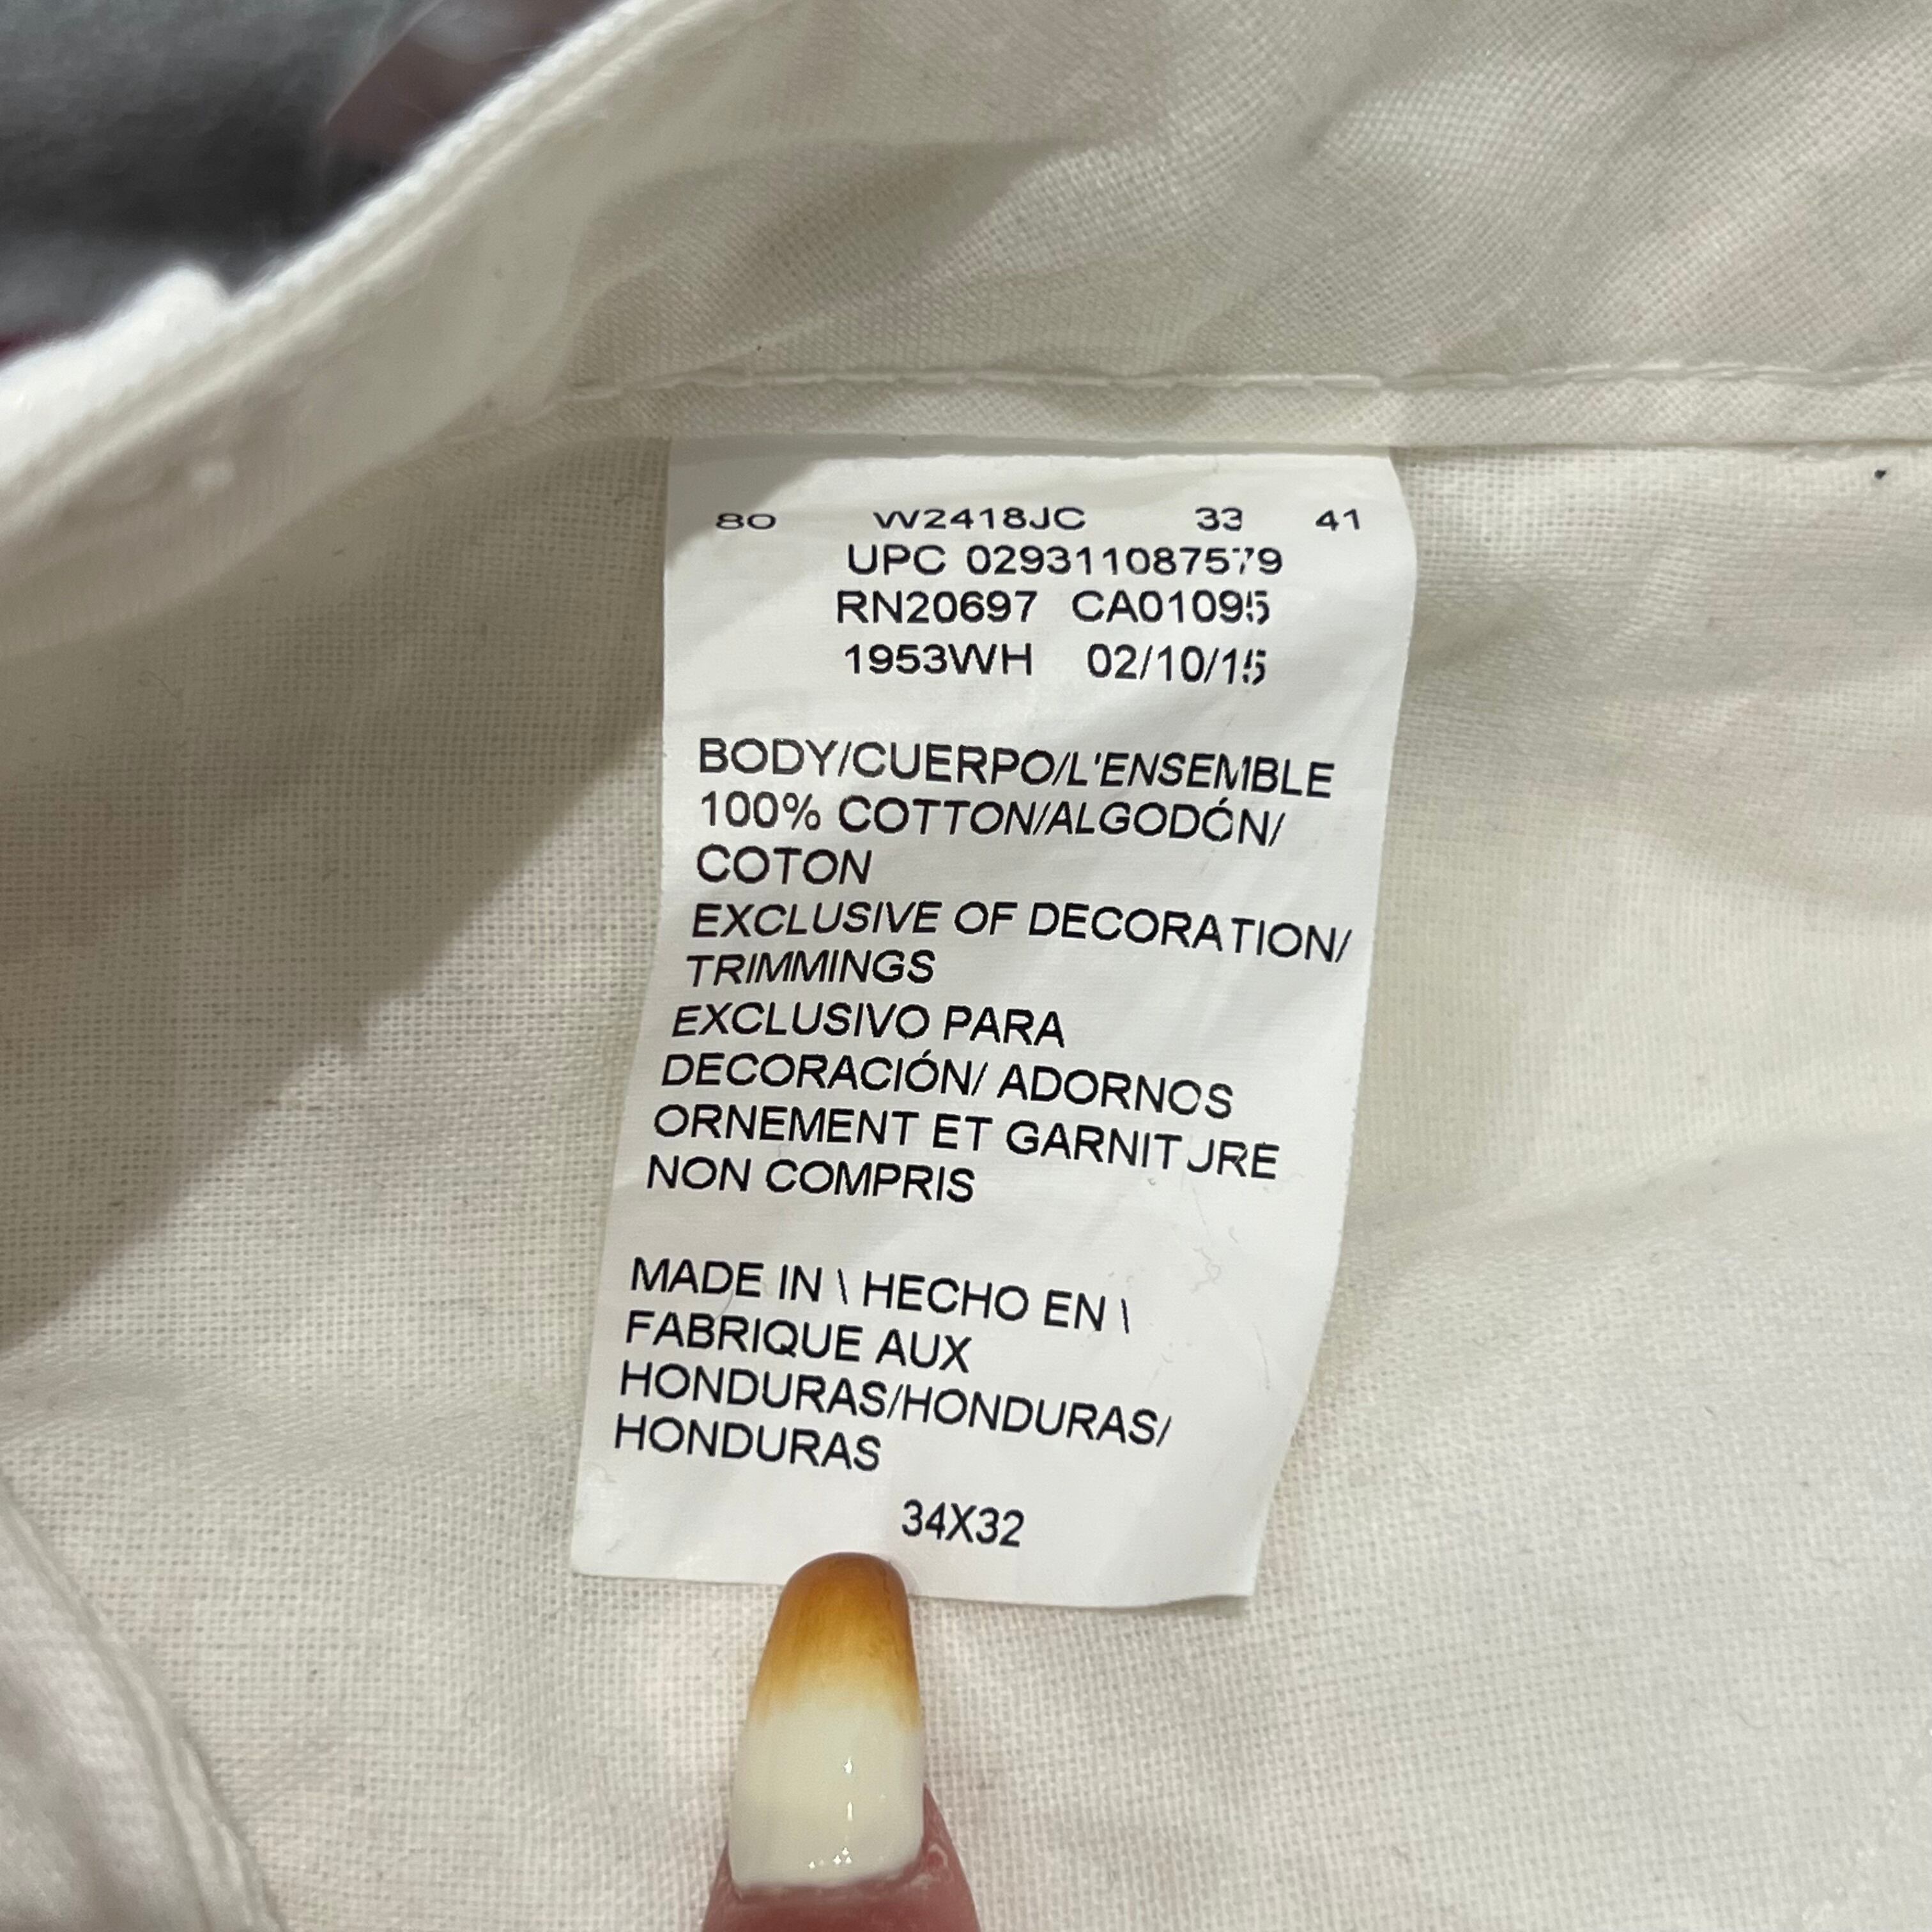 80 W2418JC 33 41
UPC 029311087579
RN20697 CA01095
1953WH 02/10/15
BODY/CUERPO/L'ENSEMBLE
100% COTTON/ALGODÓN/
COTON
EXCLUSIVE OF DECORATION/
TRIMMINGS
EXCLUSIVO PARA
DECORACIÓN/ ADORNOS
ORNEMENT ET GARNITURE
NON COMPRIS
MADE IN \ HECHO EN \
FABRIQUE AUX
HONDURAS/HONDURAS/
HONDURAS
34X32